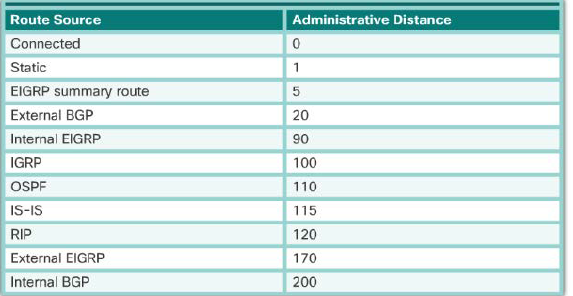 Route Source Administrative Distance
Connected 0
Static 1
EIGRP summary route 5
External BGP 20
Internal EIGRP 90
IGRP 100
OSPF 110
IS-IS 115
RIP 120
External EIGRP 170
Internal BGP 200